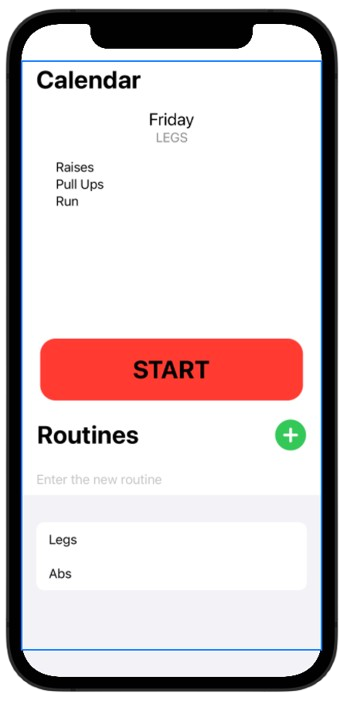 Calendar
Friday
LEGS
Raises
Pull Ups
Run
START
Routines
Enter the new routine
Legs
Abs